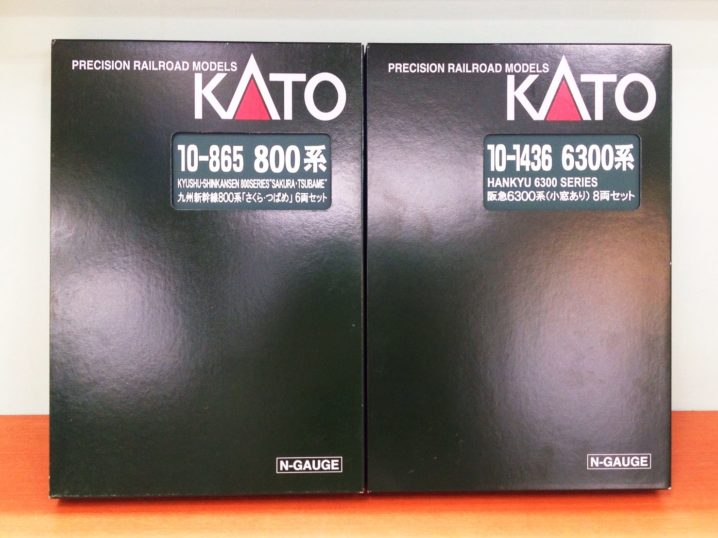 PRECISION RAILROAD MODELS
KATO
10-865 800系
KYUSHU-SHINKANSEN 800SERIES"SAKURA・TSUBAME"
九州新幹線800系「さくら・つばめ」6両セット
N-GAUGE
PRECISION RAILROAD MODELS
KATO
10-1436 6300系
HANKYU 6300 SERIES
阪急6300系〈小窓あり〉8両セット
N-GAUGE